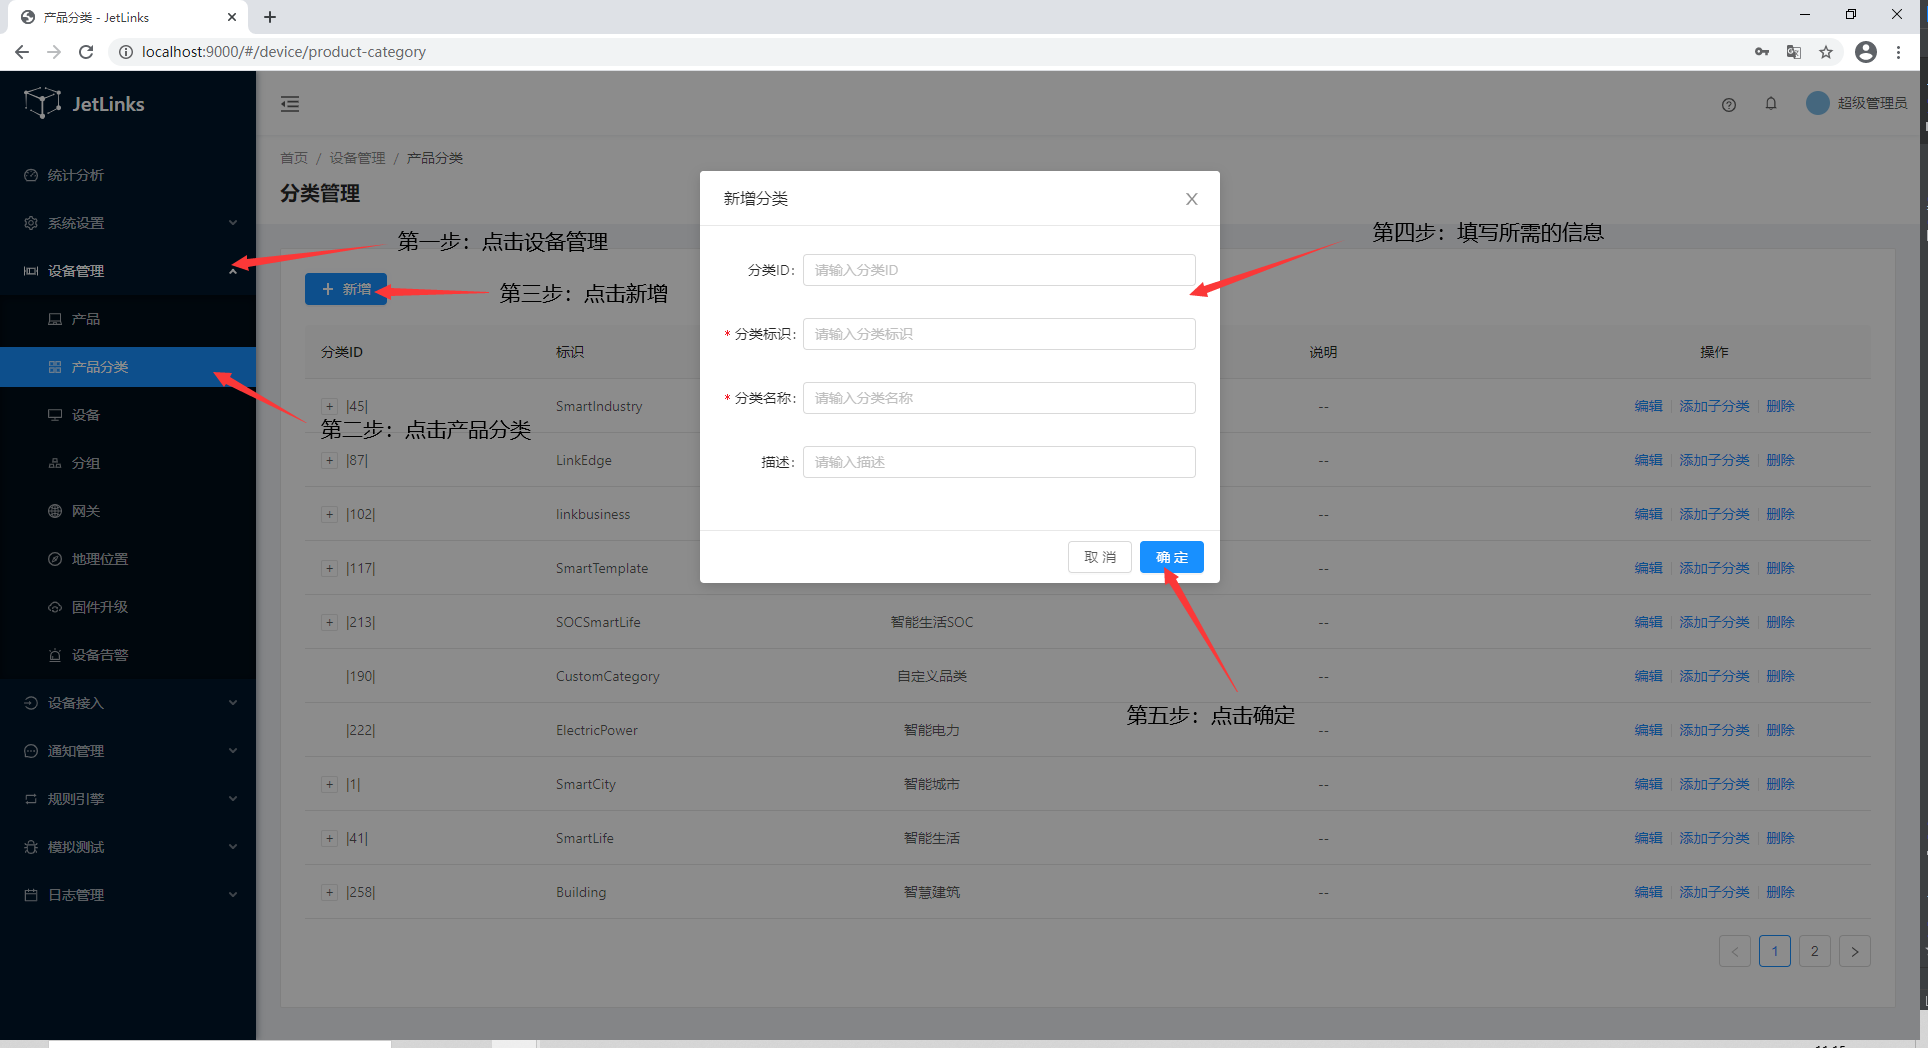 产品分类 - JetLinks
localhost:9000/#/device/product-category
JetLinks
超级管理员
首页 / 设备管理 / 产品分类
分类管理
统计分析
系统设置
设备管理
产品
产品分类
设备
分组
网关
地理位置
固件升级
设备告警
设备接入
通知管理
规则引擎
模拟测试
日志管理
第一步：点击设备管理
第二步：点击产品分类
+ 新增
第三步：点击新增
新增分类
分类ID: 请输入分类ID
* 分类标识: 请输入分类标识
* 分类名称: 请输入分类名称
描述: 请输入描述
取 消 确 定
第四步：填写所需的信息
第五步：点击确定
分类ID 标识 说明 操作
+ |45| SmartIndustry -- 编辑 添加子分类 删除
+ |87| LinkEdge -- 编辑 添加子分类 删除
+ |102| linkbusiness -- 编辑 添加子分类 删除
+ |117| SmartTemplate -- 编辑 添加子分类 删除
+ |213| SOCSmartLife 智能生活SOC -- 编辑 添加子分类 删除
|190| CustomCategory 自定义品类 -- 编辑 添加子分类 删除
|222| ElectricPower 智能电力 -- 编辑 添加子分类 删除
+ |1| SmartCity 智能城市 -- 编辑 添加子分类 删除
+ |41| SmartLife 智能生活 -- 编辑 添加子分类 删除
+ |258| Building 智慧建筑 -- 编辑 添加子分类 删除
< 1 2 >